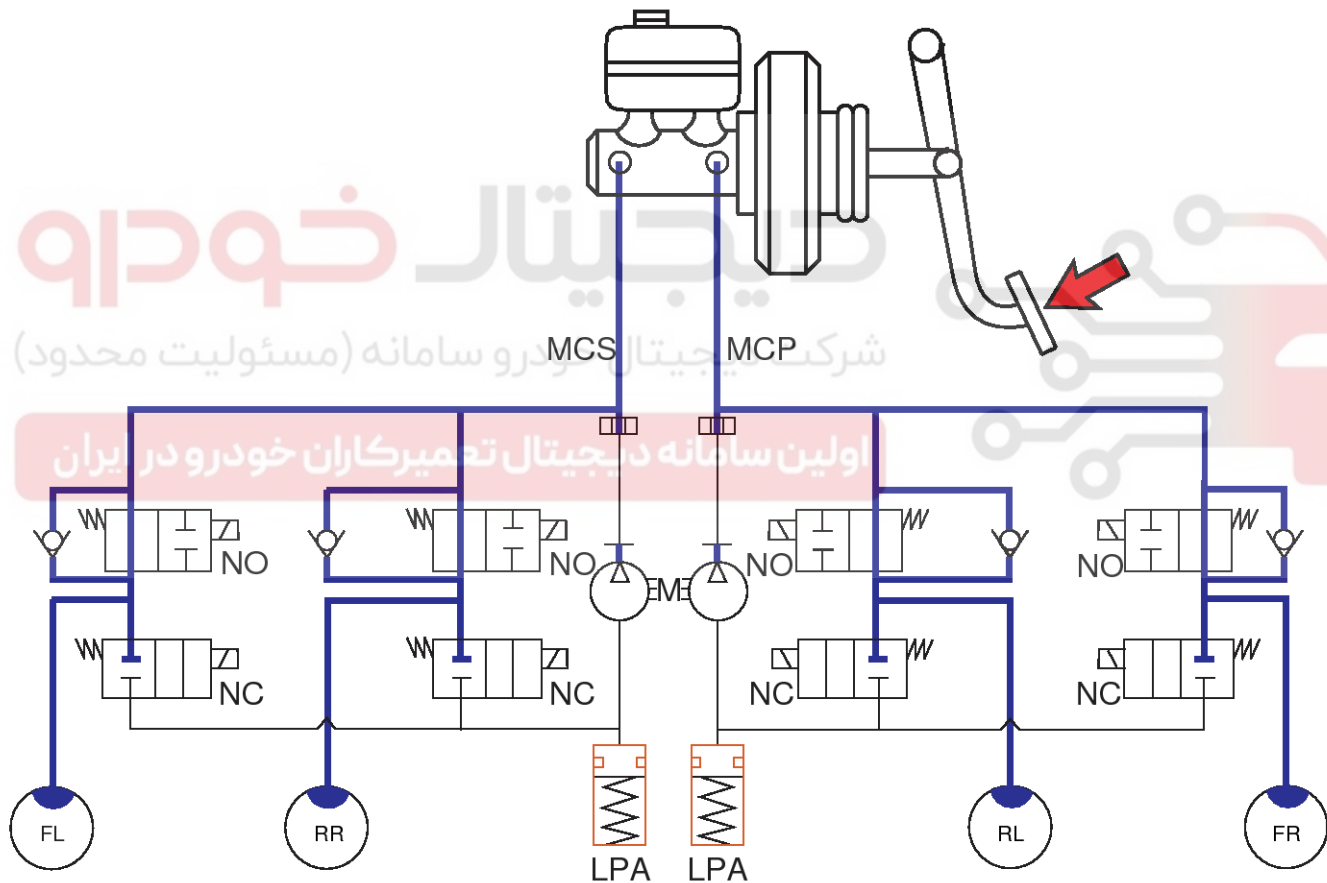 دیجیتال خودرو
MCS
MCP
شرکت دیجیتال خودرو سامانه (مسئولیت محدود)
اولین سامانه دیجیتال تعمیرکاران خودرو در ایران
NO
NO
NO
NO
M
NC
NC
NC
NC
FL
RR
RL
FR
LPA
LPA